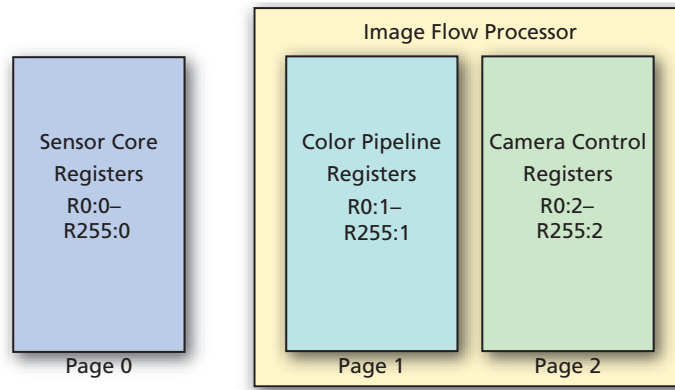 Image Flow Processor
Sensor Core
Registers
R0:0–
R255:0
Color Pipeline
Registers
R0:1–
R255:1
Camera Control
Registers
R0:2–
R255:2
Page 0
Page 1
Page 2